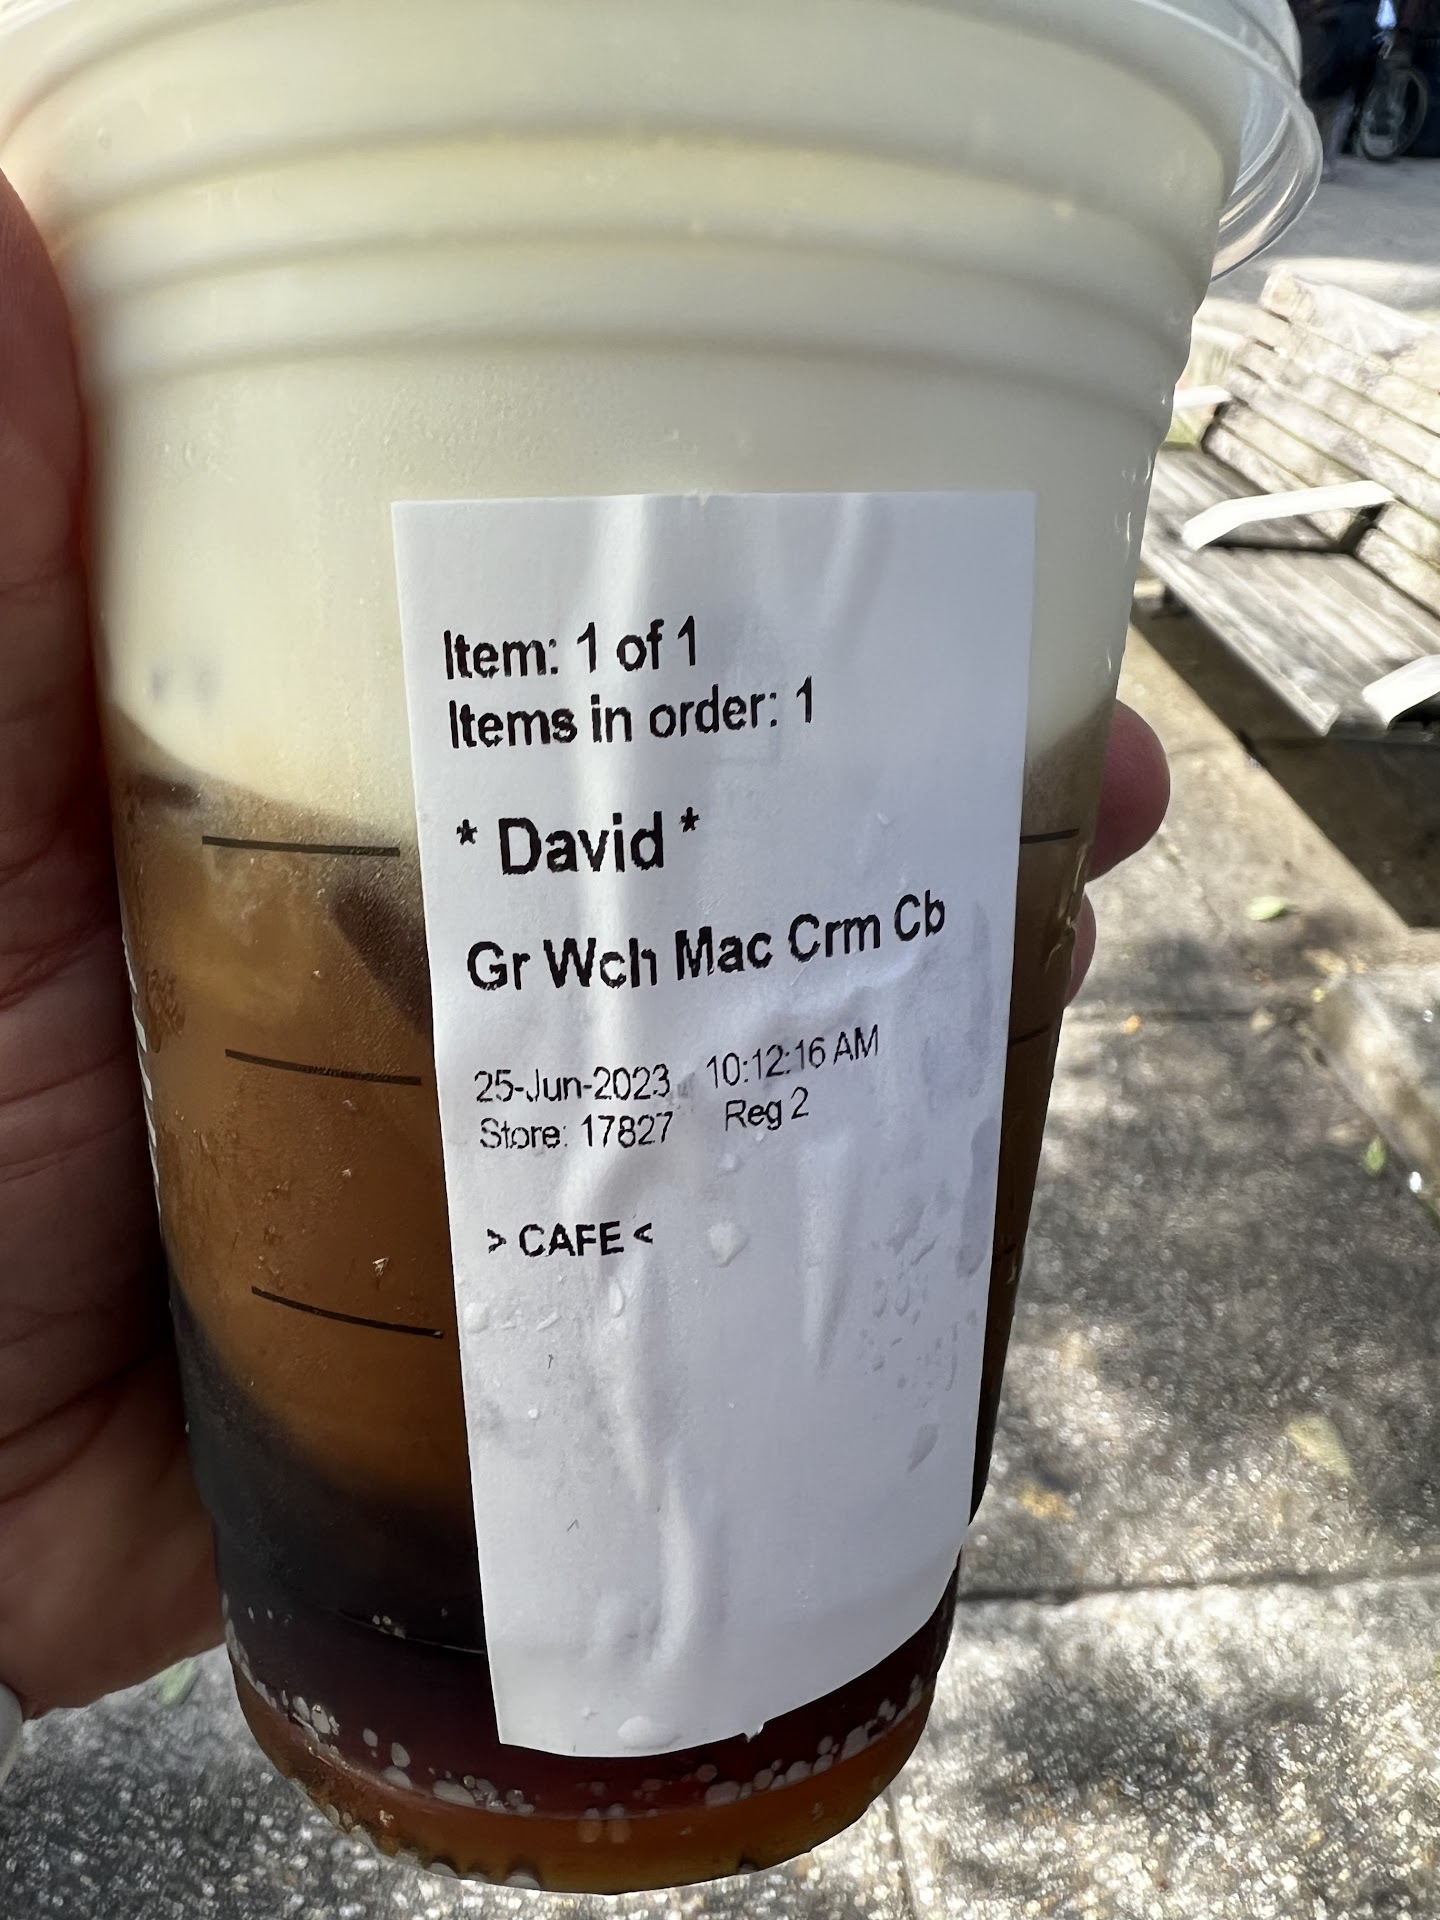 Item: 1 of 1
Items in order: 1
* David *
Gr Wch Mac Crm Cb
25-Jun-2023 10:12:16 AM
Store: 17827 Reg 2
> CAFE <